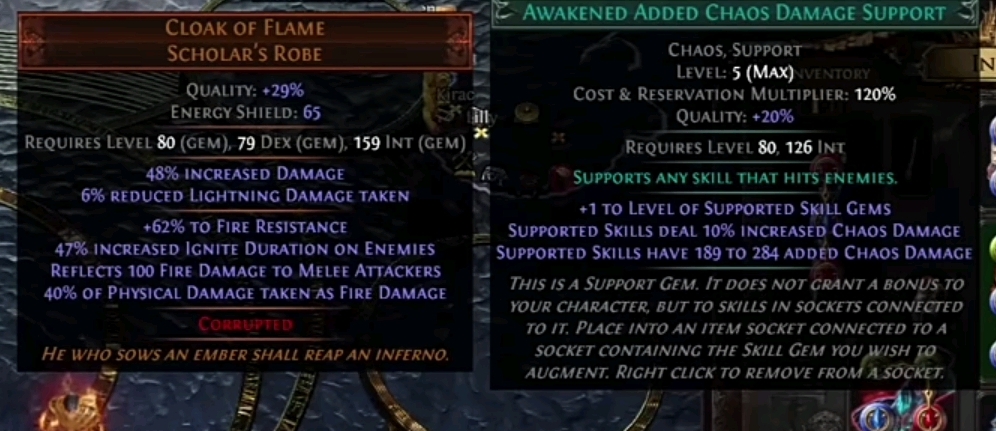 CLOAK OF FLAME
SCHOLAR'S ROBE
QUALITY: +29%
ENERGY SHIELD: 65
REQUIRES LEVEL 80 (GEM), 79 DEX (GEM), 159 INT (GEM)
48% INCREASED DAMAGE
6% REDUCED LIGHTNING DAMAGE TAKEN
+62% TO FIRE RESISTANCE
47% INCREASED IGNITE DURATION ON ENEMIES
REFLECTS 100 FIRE DAMAGE TO MELEE ATTACKERS
40% OF PHYSICAL DAMAGE TAKEN AS FIRE DAMAGE
CORRUPTED
HE WHO SOWS AN EMBER SHALL REAP AN INFERNO.
Kirac
Lilly
AWAKENED ADDED CHAOS DAMAGE SUPPORT
CHAOS, SUPPORT
LEVEL: 5 (MAX)
COST & RESERVATION MULTIPLIER: 120%
QUALITY: +20%
REQUIRES LEVEL 80, 126 INT
SUPPORTS ANY SKILL THAT HITS ENEMIES.
+1 TO LEVEL OF SUPPORTED SKILL GEMS
SUPPORTED SKILLS DEAL 10% INCREASED CHAOS DAMAGE
SUPPORTED SKILLS HAVE 189 TO 284 ADDED CHAOS DAMAGE
THIS IS A SUPPORT GEM. IT DOES NOT GRANT A BONUS TO
YOUR CHARACTER, BUT TO SKILLS IN SOCKETS CONNECTED
TO IT. PLACE INTO AN ITEM SOCKET CONNECTED TO A
SOCKET CONTAINING THE SKILL GEM YOU WISH TO
AUGMENT. RIGHT CLICK TO REMOVE FROM A SOCKET.
INVENTORY
IN